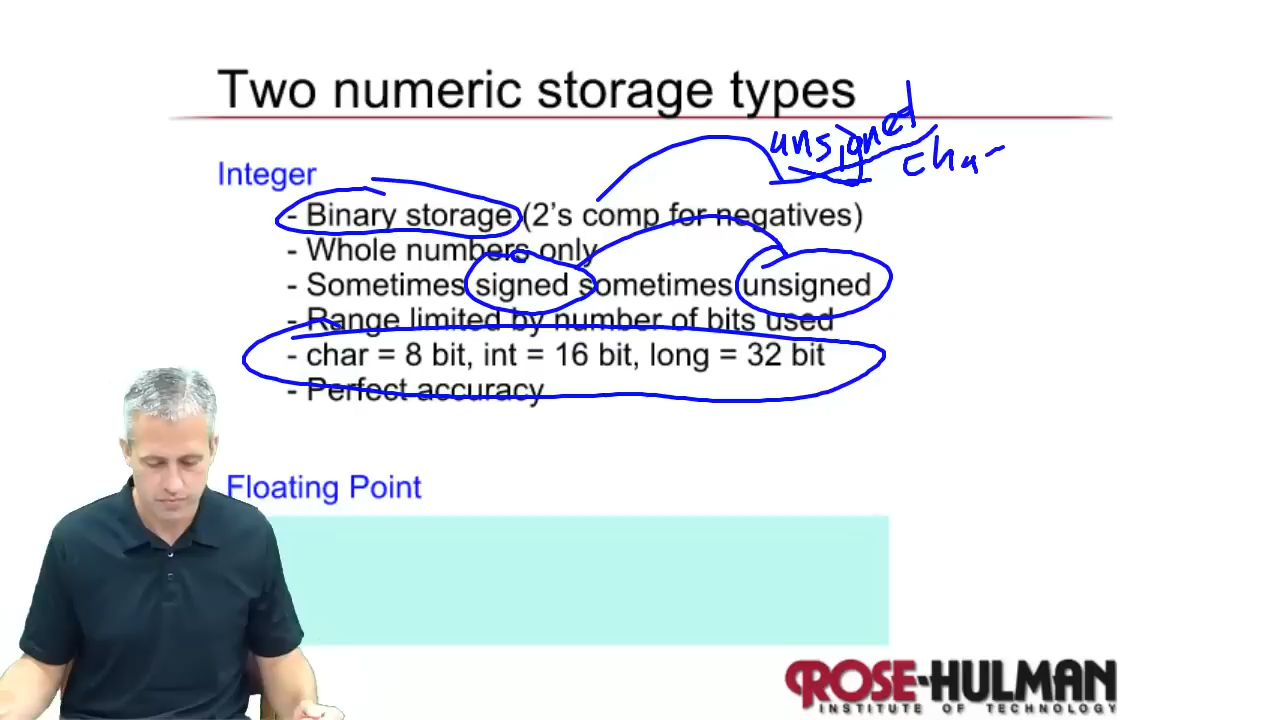 Two numeric storage types
unsigned
char
Integer
- Binary storage (2's comp for negatives)
- Whole numbers only
- Sometimes signed sometimes unsigned
- Range limited by number of bits used
- char = 8 bit, int = 16 bit, long = 32 bit
- Perfect accuracy
Floating Point
ROSE-HULMAN
INSTITUTE OF TECHNOLOGY